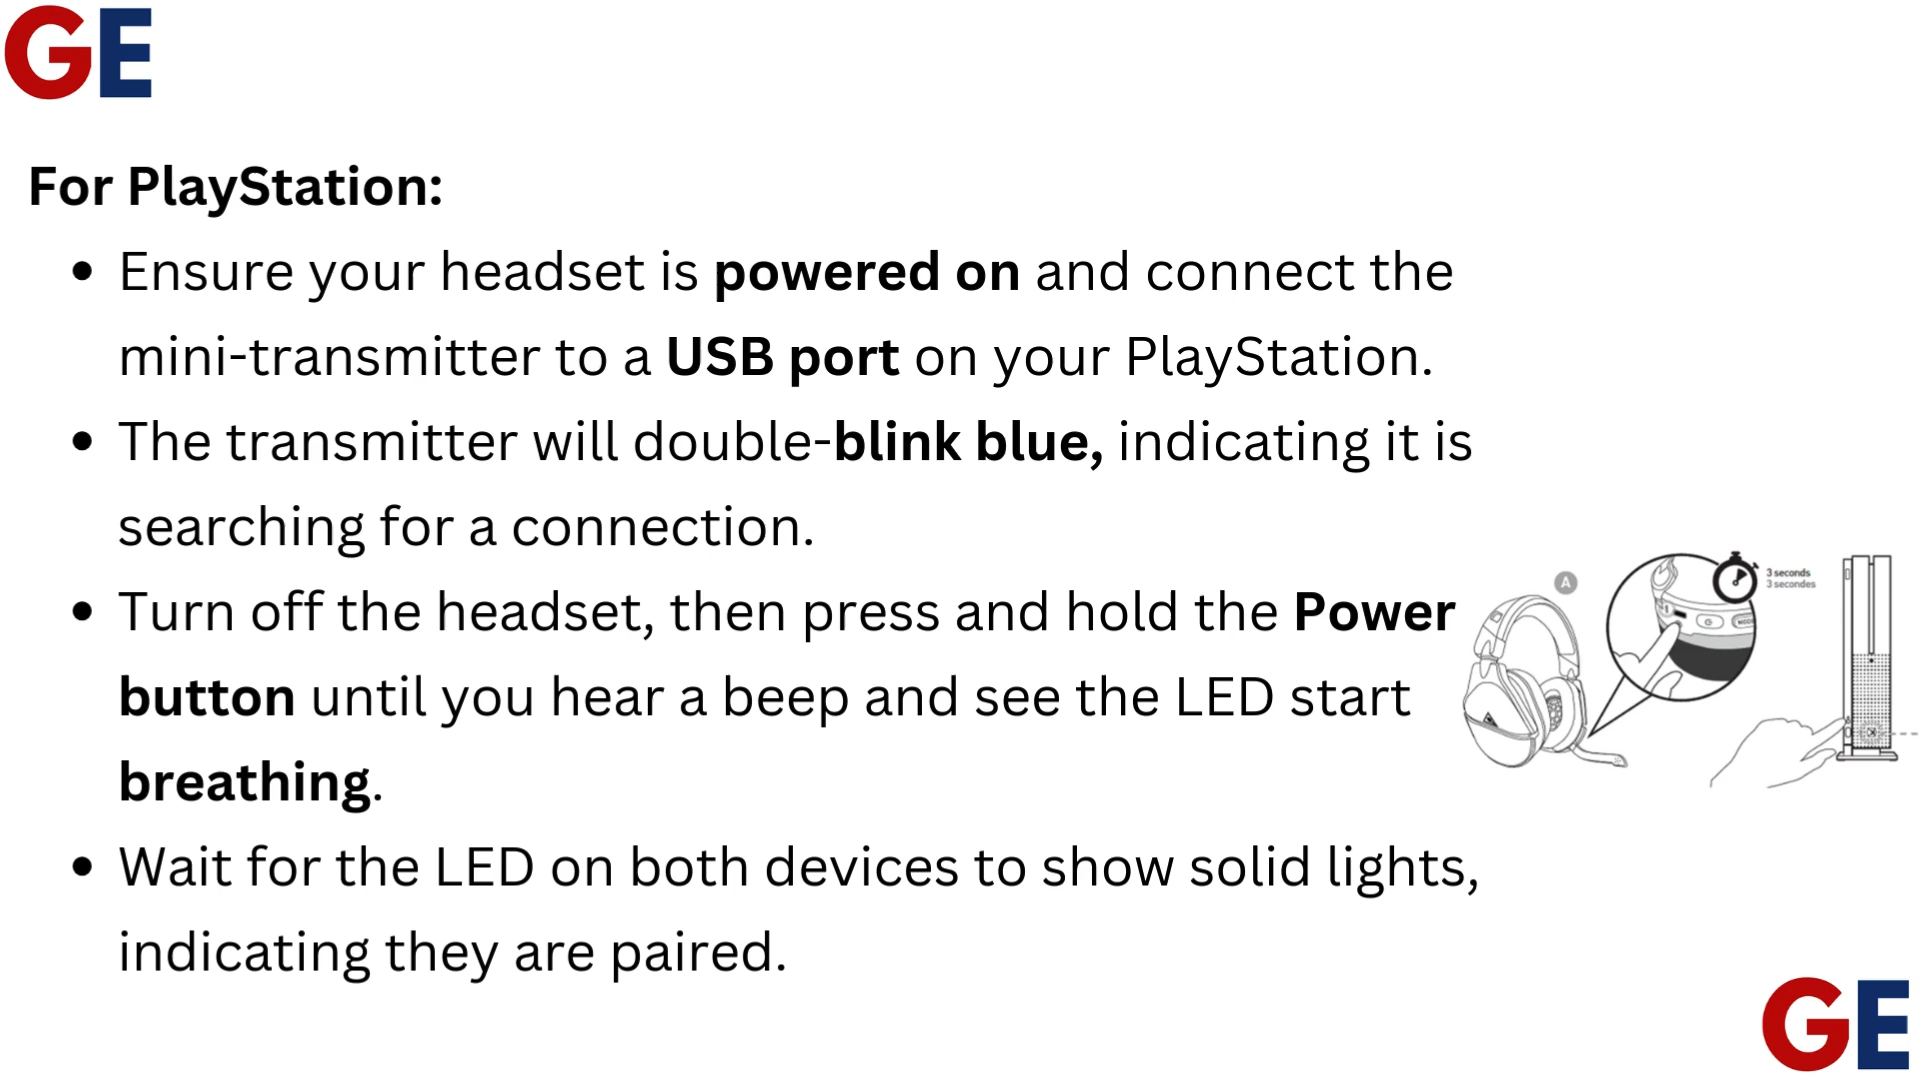 GE
For PlayStation:
• Ensure your headset is powered on and connect the
mini-transmitter to a USB port on your PlayStation.
• The transmitter will double-blink blue, indicating it is
searching for a connection.
• Turn off the headset, then press and hold the Power
button until you hear a beep and see the LED start
breathing.
• Wait for the LED on both devices to show solid lights,
indicating they are paired.
A
3 seconds
3 secondes
GE